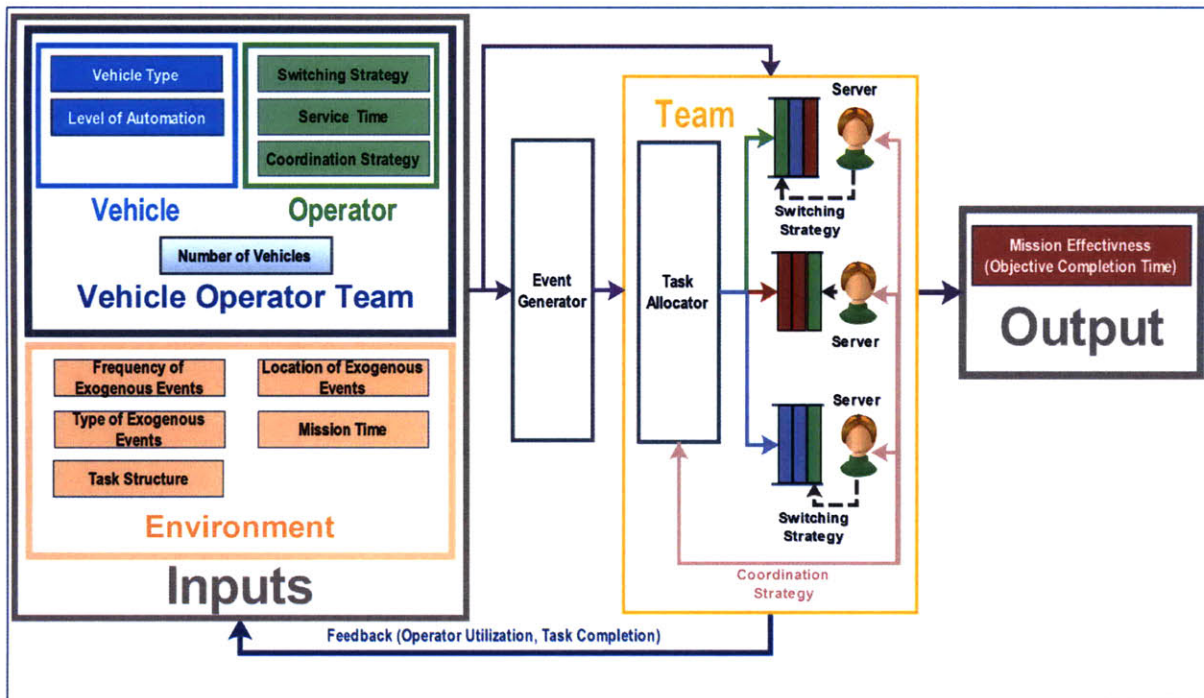 Vehicle Type
Level of Automation
Vehicle
Switching Strategy
Service Time
Coordination Strategy
Operator
Number of Vehicles
Vehicle Operator Team
Frequency of
Exogenous Events
Location of Exogenous
Events
Type of Exogenous
Events
Mission Time
Task Structure
Environment
Inputs
Event
Generator
Team
Task
Allocator
Server
Switching
Strategy
Server
Server
Switching
Strategy
Coordination
Strategy
Mission Effectivness
(Objective Completion Time)
Output
Feedback (Operator Utilization, Task Completion)